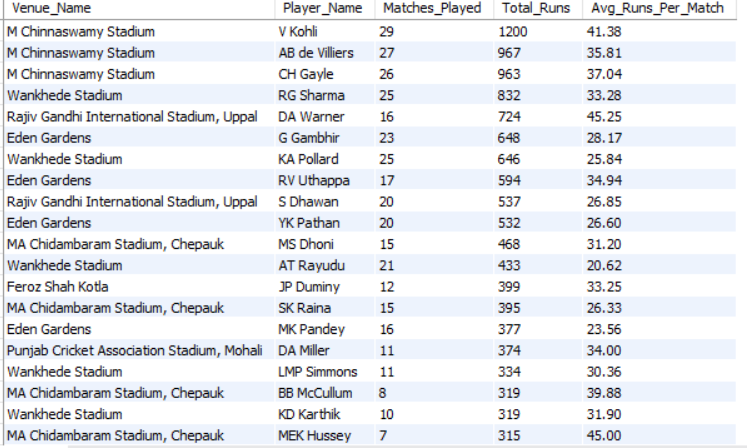 Venue_Name Player_Name Matches_Played Total_Runs Avg_Runs_Per_Match
M Chinnaswamy Stadium V Kohli 29 1200 41.38
M Chinnaswamy Stadium AB de Villiers 27 967 35.81
M Chinnaswamy Stadium CH Gayle 26 963 37.04
Wankhede Stadium RG Sharma 25 832 33.28
Rajiv Gandhi International Stadium, Uppal DA Warner 16 724 45.25
Eden Gardens G Gambhir 23 648 28.17
Wankhede Stadium KA Pollard 25 646 25.84
Eden Gardens RV Uthappa 17 594 34.94
Rajiv Gandhi International Stadium, Uppal S Dhawan 20 537 26.85
Eden Gardens YK Pathan 20 532 26.60
MA Chidambaram Stadium, Chepauk MS Dhoni 15 468 31.20
Wankhede Stadium AT Rayudu 21 433 20.62
Feroz Shah Kotla JP Duminy 12 399 33.25
MA Chidambaram Stadium, Chepauk SK Raina 15 395 26.33
Eden Gardens MK Pandey 16 377 23.56
Punjab Cricket Association Stadium, Mohali DA Miller 11 374 34.00
Wankhede Stadium LMP Simmons 11 334 30.36
MA Chidambaram Stadium, Chepauk BB McCullum 8 319 39.88
Wankhede Stadium KD Karthik 10 319 31.90
MA Chidambaram Stadium, Chepauk MEK Hussey 7 315 45.00